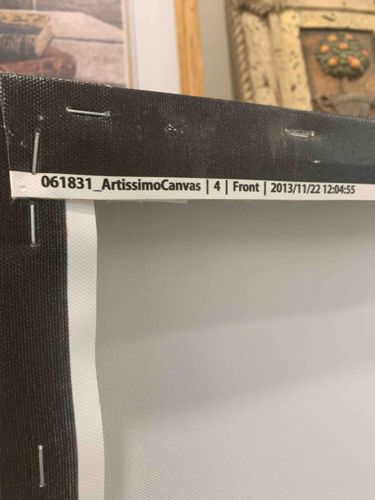 061831_ArtissimoCanvas | 4 | Front | 2013/11/22 12:04:55